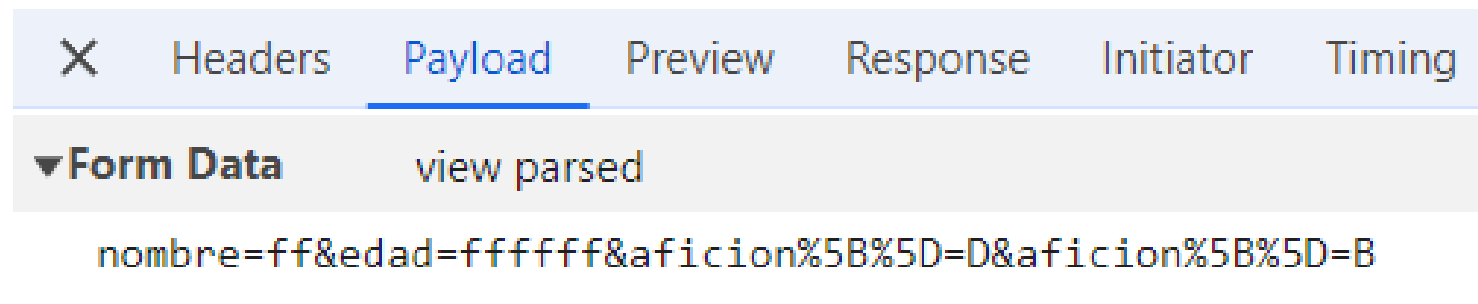 Headers Payload Preview Response Initiator Timing
Form Data view parsed
nombre=ff&edad=ffffff&aficion%5B%5D=D&aficion%5B%5D=B